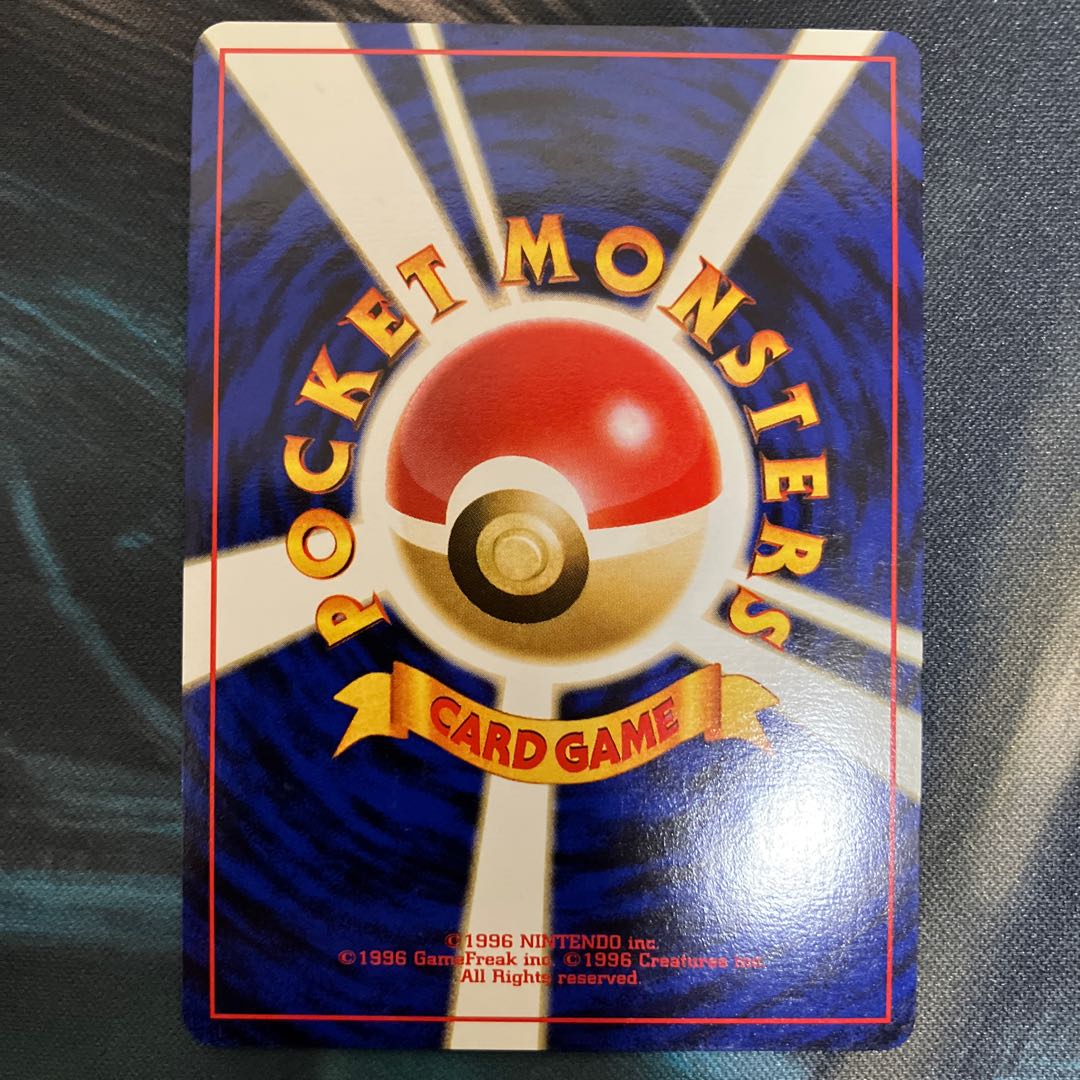 POCKET MONSTERS
CARD GAME
©1996 NINTENDO inc.
©1996 GameFreak inc. ©1996 Creatures inc.
All Rights reserved.